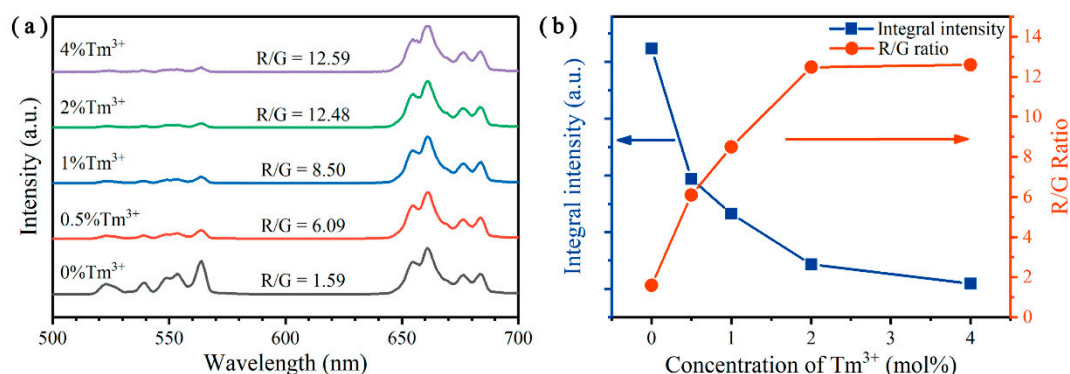 (a)
4%Tm³⁺
R/G = 12.59
2%Tm³⁺
R/G = 12.48
1%Tm³⁺
R/G = 8.50
0.5%Tm³⁺
R/G = 6.09
0%Tm³⁺
R/G = 1.59
Intensity (a.u.)
500 550 600 650 700
Wavelength (nm)
(b)
Integral intensity
R/G ratio
Integral intensity (a.u.)
14
12
10
8
6
4
2
0
R/G Ratio
0 1 2 3 4
Concentration of Tm³⁺ (mol%)